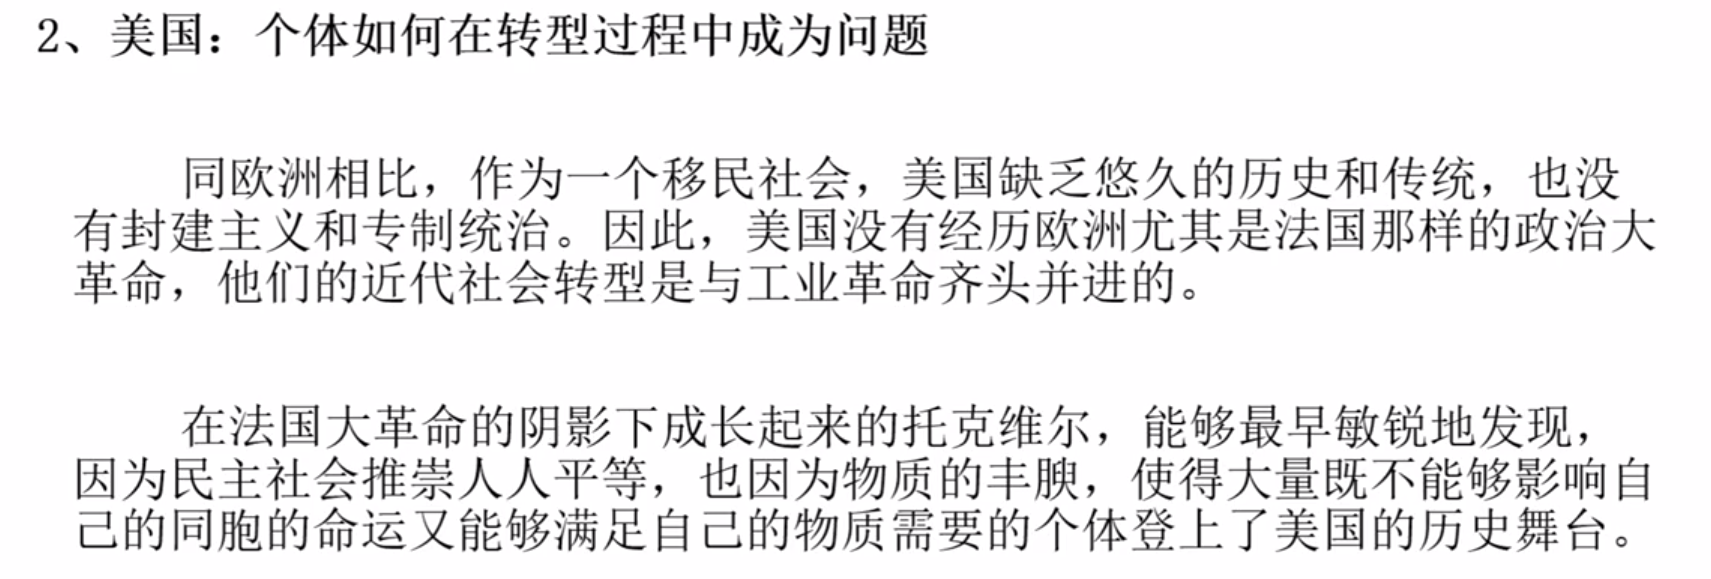 2、美国：个体如何在转型过程中成为问题
同欧洲相比，作为一个移民社会，美国缺乏悠久的历史和传统，也没
有封建主义和专制统治。因此，美国没有经历欧洲尤其是法国那样的政治大
革命，他们的近代社会转型是与工业革命齐头并进的。
在法国大革命的阴影下成长起来的托克维尔，能够最早敏锐地发现，
因为民主社会推崇人人平等，也因为物质的丰腴，使得大量既不能够影响自
己的同胞的命运又能够满足自己的物质需要的个体登上了美国的历史舞台。